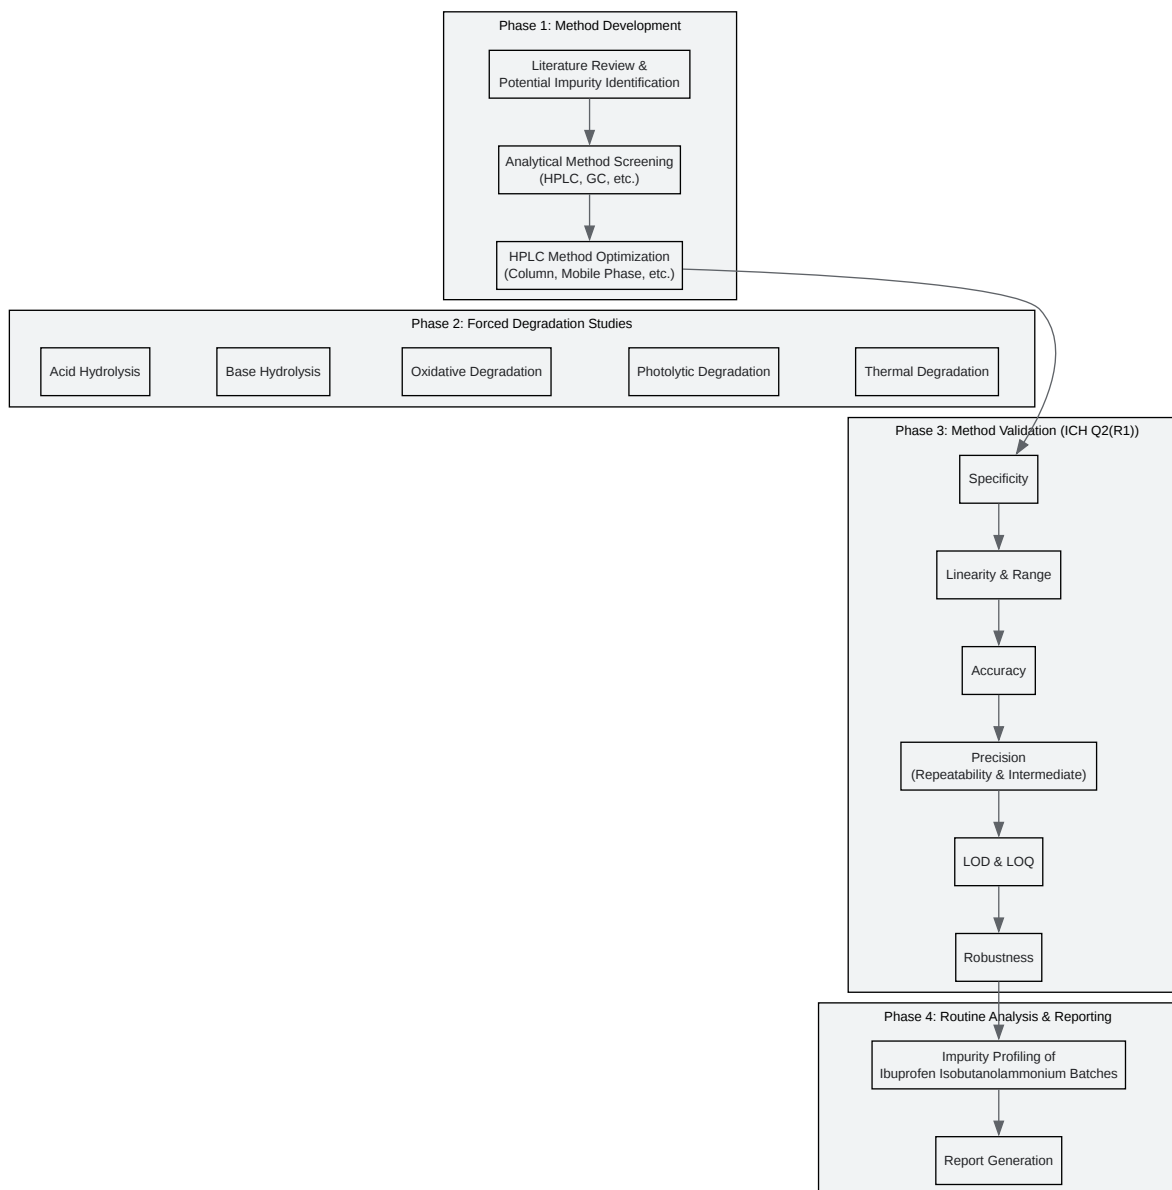 Phase 1: Method Development
Literature Review &
Potential Impurity Identification
Analytical Method Screening
(HPLC, GC, etc.)
HPLC Method Optimization
(Column, Mobile Phase, etc.)
Phase 2: Forced Degradation Studies
Acid Hydrolysis
Base Hydrolysis
Oxidative Degradation
Photolytic Degradation
Thermal Degradation
Phase 3: Method Validation (ICH Q2(R1))
Specificity
Linearity & Range
Accuracy
Precision
(Repeatability & Intermediate)
LOD & LOQ
Robustness
Phase 4: Routine Analysis & Reporting
Impurity Profiling of
Ibuprofen Isobutanolammonium Batches
Report Generation